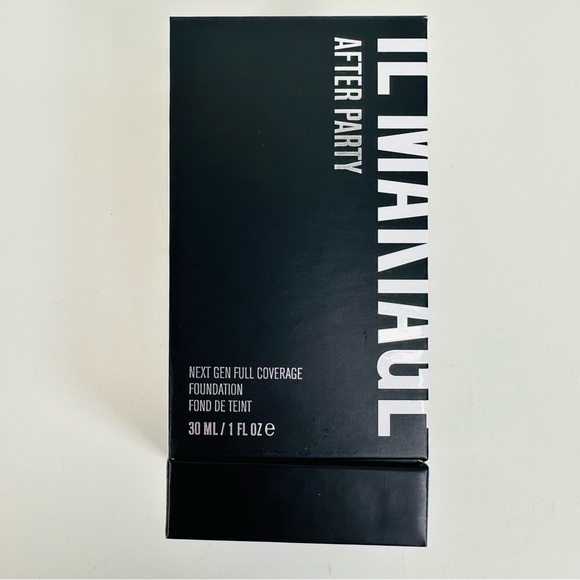 IL MAKIAGE
AFTER PARTY
NEXT GEN FULL COVERAGE
FOUNDATION
FOND DE TEINT
30 ML / 1 FL OZ ℮